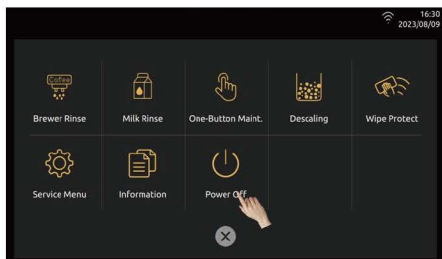 16:30
2023/08/09
Coffee
Brewer Rinse
Milk Rinse
One-Button Maint.
Descaling
Wipe Protect
Service Menu
Information
Power Off